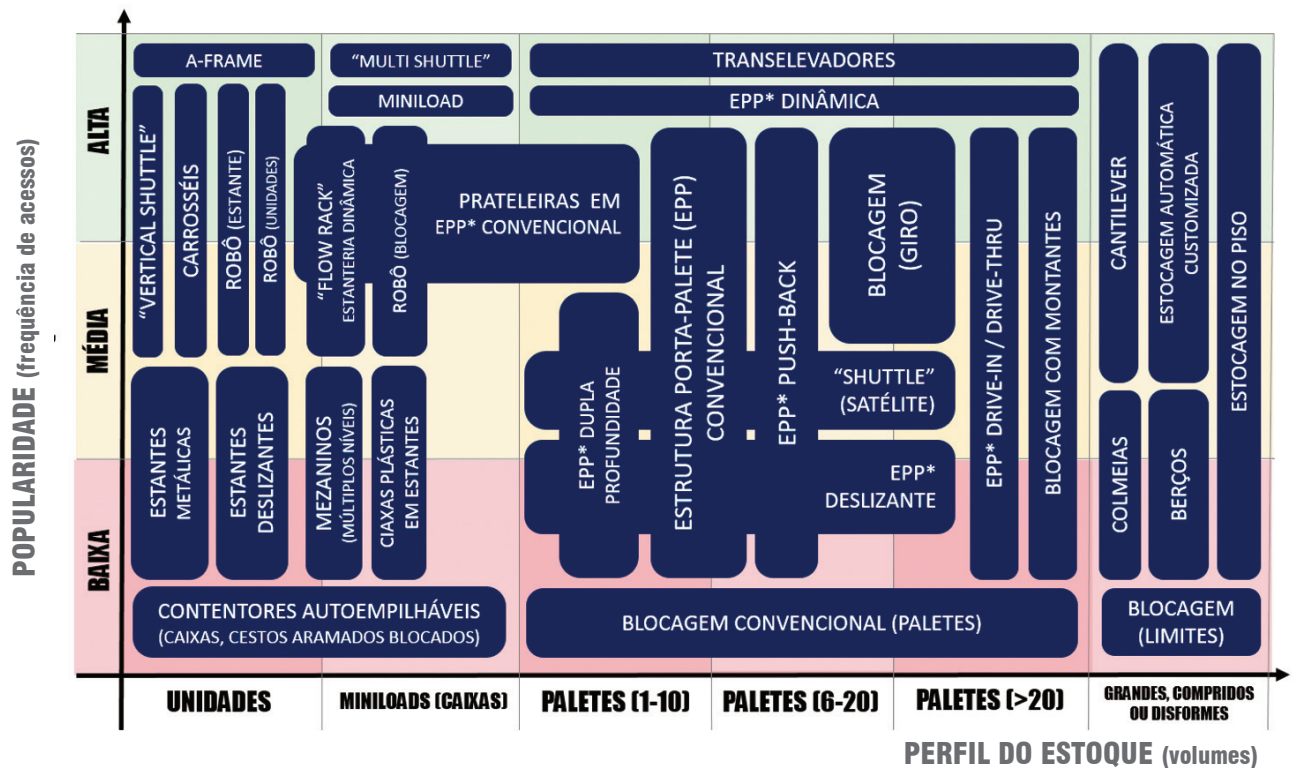 POPULARIDADE (frequência de acessos)
ALTA
MÉDIA
BAIXA
A-FRAME
“MULTI SHUTTLE”
TRANSELEVADORES
MINILOAD
EPP* DINÂMICA
“VERTICAL SHUTTLE”
CARROSSÉIS
ROBÔ (ESTANTE)
ROBÔ (UNIDADES)
“FLOW RACK”
ESTANTERIA DINÂMICA
ROBÔ (BLOCAGEM)
PRATELEIRAS EM
EPP* CONVENCIONAL
ESTRUTURA PORTA-PALETE (EPP)
CONVENCIONAL
EPP* PUSH-BACK
BLOCAGEM
(GIRO)
EPP* DRIVE-IN / DRIVE-THRU
BLOCAGEM COM MONTANTES
CANTILEVER
ESTOCAGEM AUTOMÁTICA
CUSTOMIZADA
ESTOCAGEM NO PISO
ESTANTES
METÁLICAS
ESTANTES
DESLIZANTES
MEZANINOS
(MÚLTIPLOS NÍVEIS)
CIAXAS PLÁSTICAS
EM ESTANTES
EPP* DUPLA
PROFUNDIDADE
“SHUTTLE”
(SATÉLITE)
EPP*
DESLIZANTE
COLMEIAS
BERÇOS
CONTENTORES AUTOEMPILHÁVEIS
(CAIXAS, CESTOS ARAMADOS BLOCADOS)
BLOCAGEM CONVENCIONAL (PALETES)
BLOCAGEM
(LIMITES)
UNIDADES
MINILOADS (CAIXAS)
PALETES (1-10)
PALETES (6-20)
PALETES (>20)
GRANDES, COMPRIDOS
OU DISFORMES
PERFIL DO ESTOQUE (volumes)